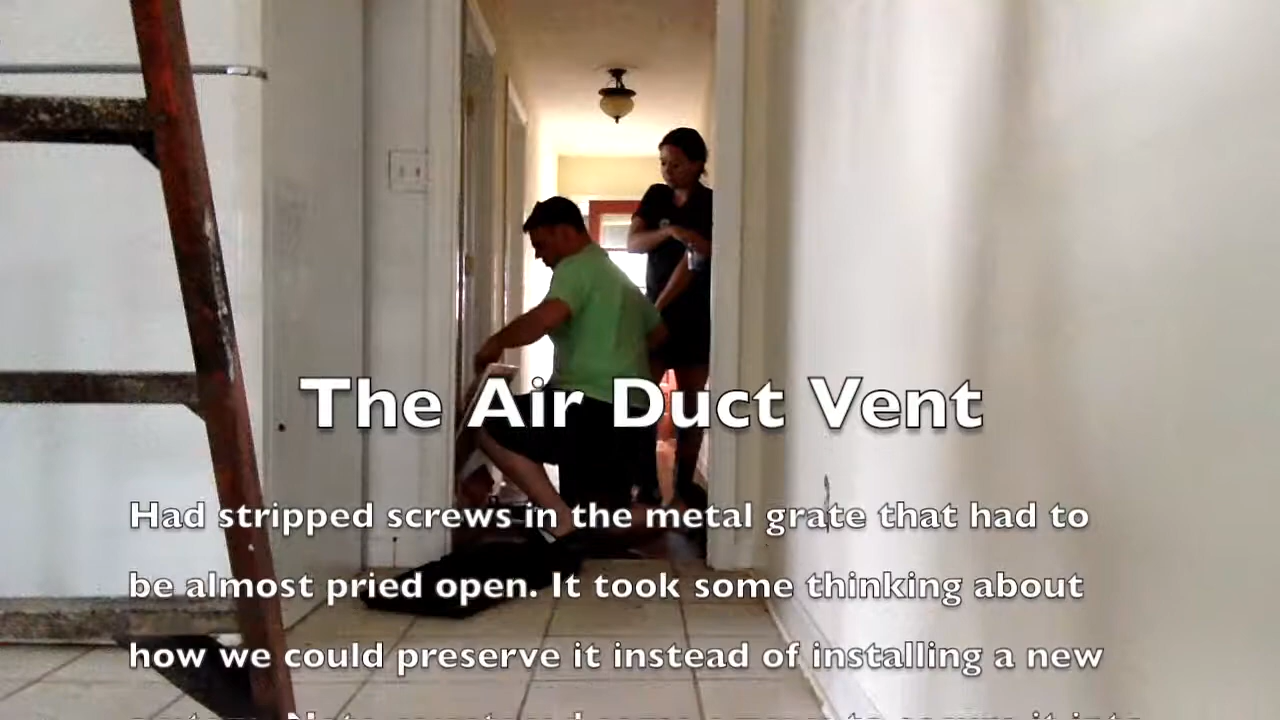 The Air Duct Vent
Had stripped screws in the metal grate that had to
be almost pried open. It took some thinking about
how we could preserve it instead of installing a new